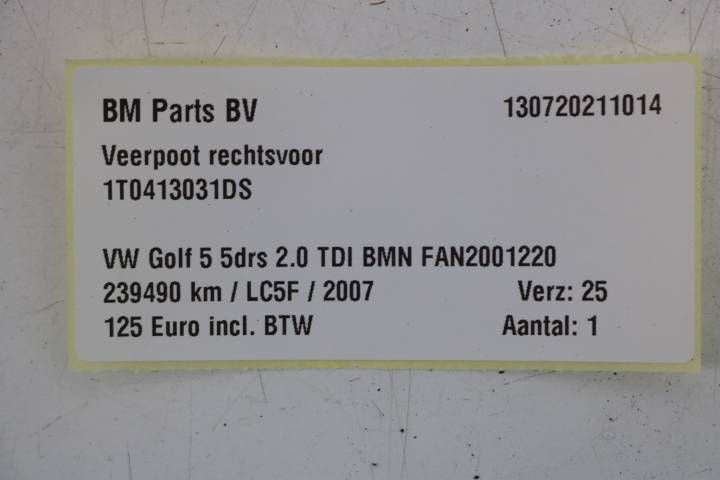 BM Parts BV 130720211014
Veerpoot rechtsvoor
1T0413031DS
VW Golf 5 5drs 2.0 TDI BMN FAN2001220
239490 km / LC5F / 2007 Verz: 25
125 Euro incl. BTW Aantal: 1